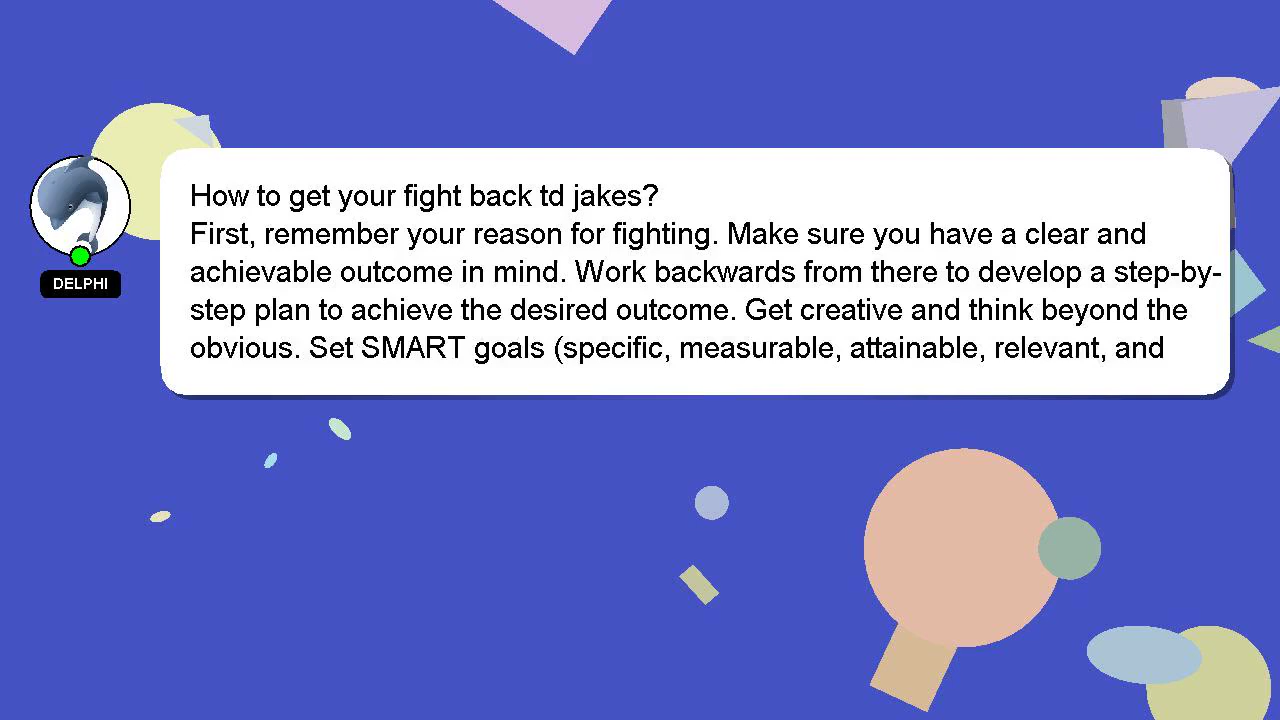 How to get your fight back td jakes?
First, remember your reason for fighting. Make sure you have a clear and
achievable outcome in mind. Work backwards from there to develop a step-by-
step plan to achieve the desired outcome. Get creative and think beyond the
obvious. Set SMART goals (specific, measurable, attainable, relevant, and
DELPHI